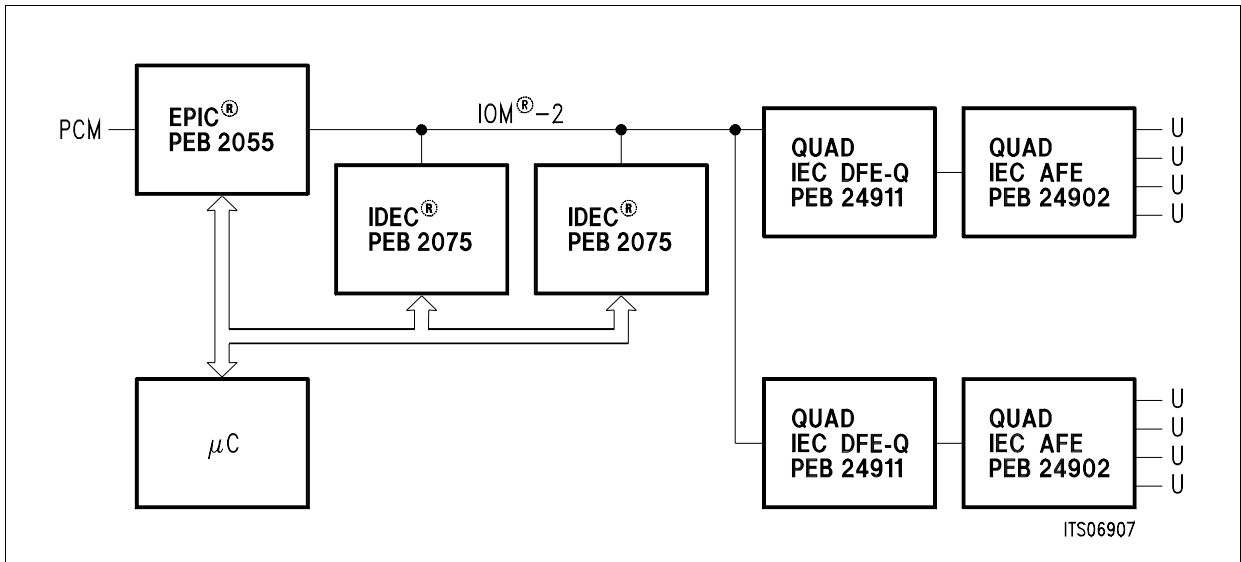 PCM
EPIC®
PEB 2055
IOM®-2
IDEC®
PEB 2075
IDEC®
PEB 2075
QUAD
IEC DFE-Q
PEB 24911
QUAD
IEC AFE
PEB 24902
U
U
U
U
μC
QUAD
IEC DFE-Q
PEB 24911
QUAD
IEC AFE
PEB 24902
U
U
U
U
ITS06907